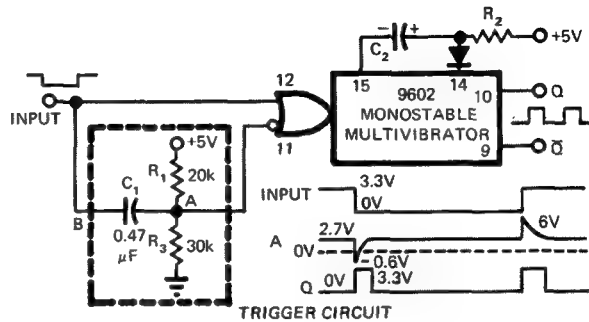 R2
C2
− +
+5V
15
14
12
11
INPUT
9602
MONOSTABLE
MULTIVIBRATOR
10
9
Q
Q̄
+5V
R1
20k
C1
A
B
0.47
µF
R3
30k
INPUT
3.3V
0V
A
2.7V
0V
−0.6V
6V
Q
0V
3.3V
TRIGGER CIRCUIT